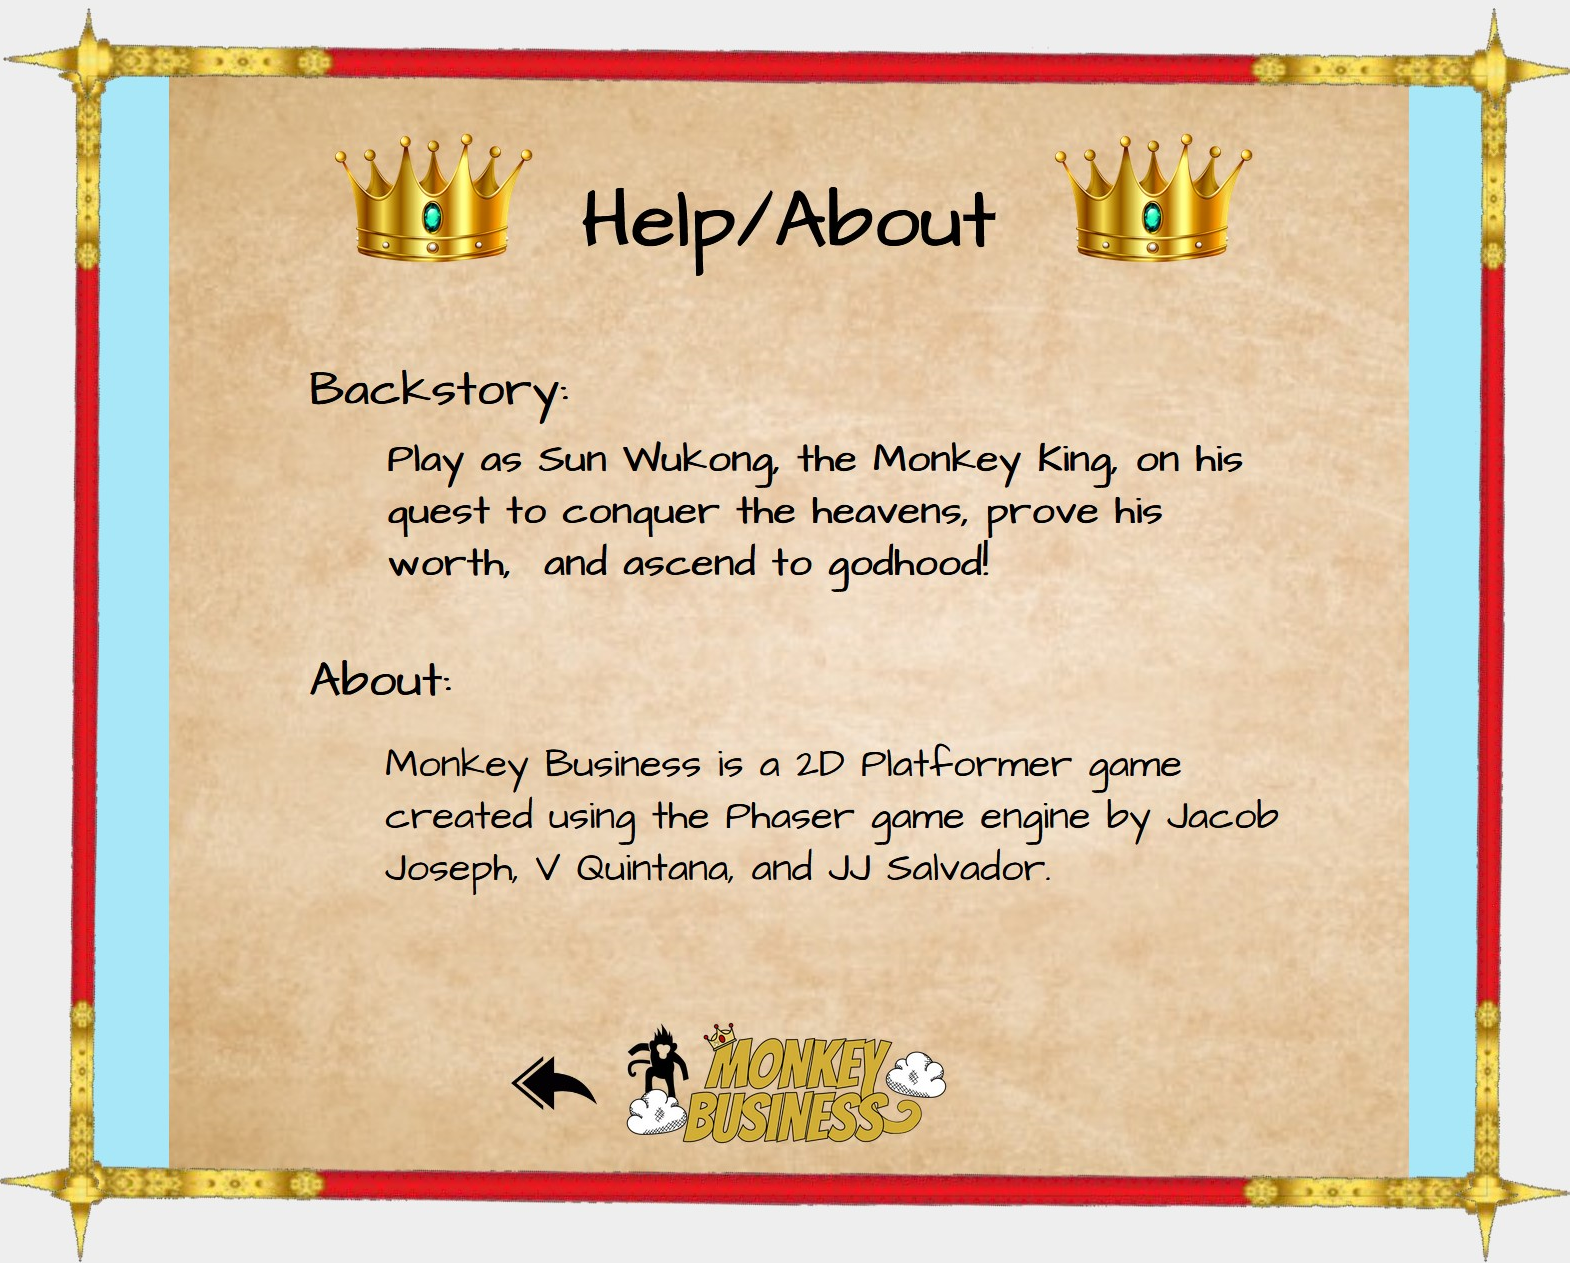 Help/About
Backstory:
Play as Sun Wukong, the Monkey King, on his
quest to conquer the heavens, prove his
worth,  and ascend to godhood!
About:
Monkey Business is a 2D Platformer game
created using the Phaser game engine by Jacob
Joseph, V Quintana, and JJ Salvador.
MONKEY
BUSINESS